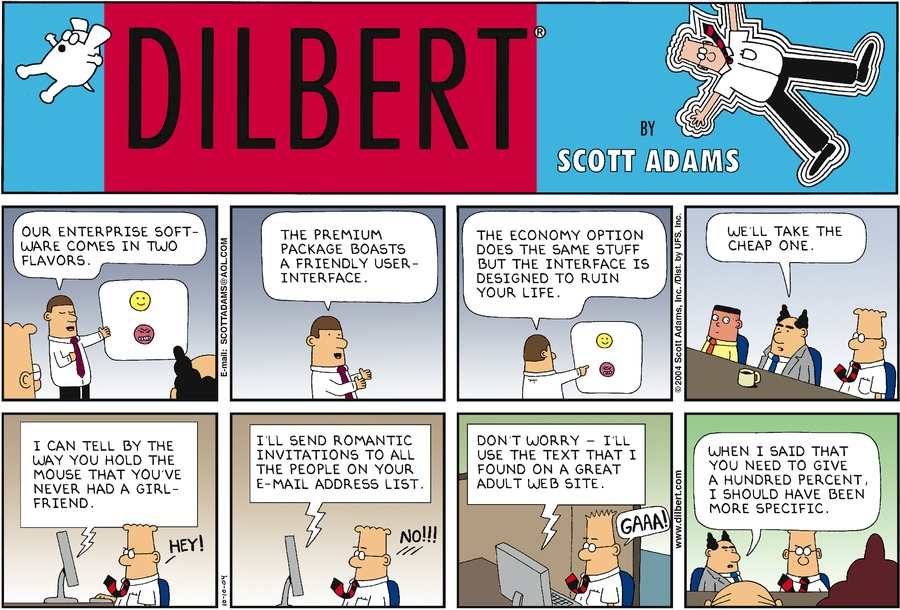 DILBERT®
BY
SCOTT ADAMS
OUR ENTERPRISE SOFT-
WARE COMES IN TWO
FLAVORS.
E-mail: SCOTTADAMS@AOL.COM
THE PREMIUM
PACKAGE BOASTS
A FRIENDLY USER-
INTERFACE.
THE ECONOMY OPTION
DOES THE SAME STUFF
BUT THE INTERFACE IS
DESIGNED TO RUIN
YOUR LIFE.
©2004 Scott Adams, Inc./Dist. by UFS, Inc.
WE'LL TAKE THE
CHEAP ONE.
I CAN TELL BY THE
WAY YOU HOLD THE
MOUSE THAT YOU'VE
NEVER HAD A GIRL-
FRIEND.
HEY!
10-10-04
I'LL SEND ROMANTIC
INVITATIONS TO ALL
THE PEOPLE ON YOUR
E-MAIL ADDRESS LIST.
NO!!!
DON'T WORRY – I'LL
USE THE TEXT THAT I
FOUND ON A GREAT
ADULT WEB SITE.
GAAA!
www.dilbert.com
WHEN I SAID THAT
YOU NEED TO GIVE
A HUNDRED PERCENT,
I SHOULD HAVE BEEN
MORE SPECIFIC.